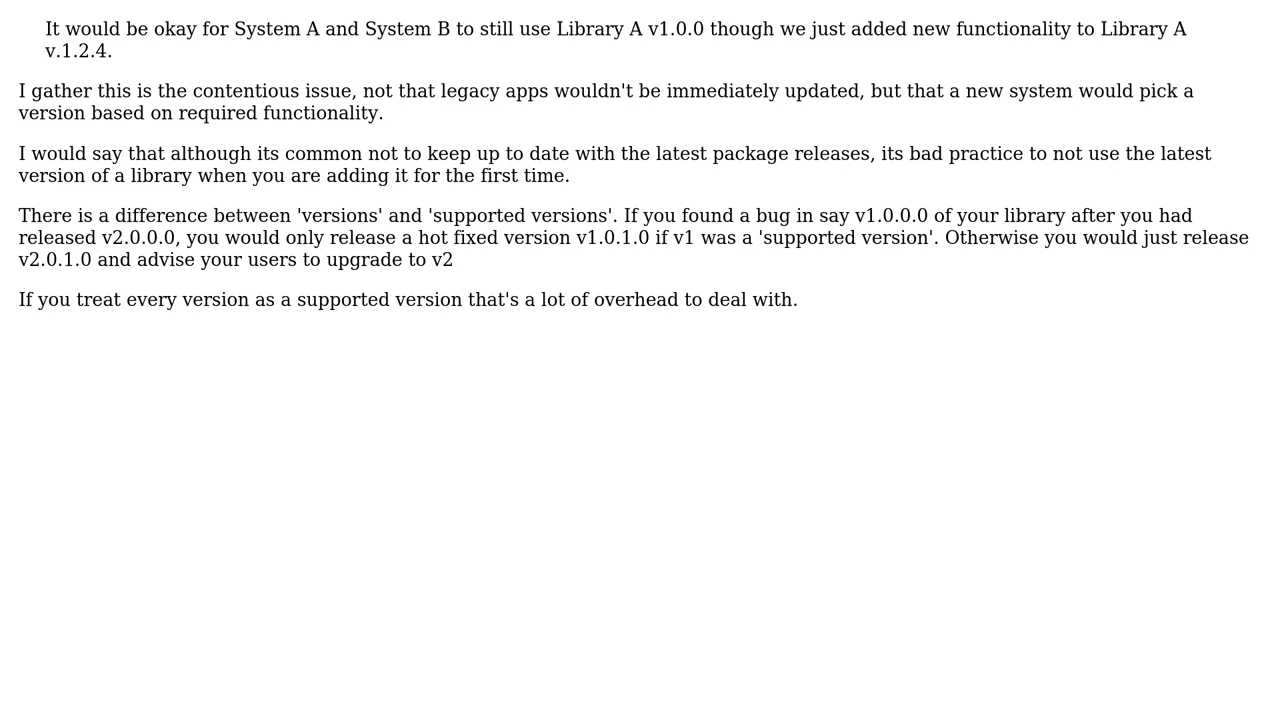 It would be okay for System A and System B to still use Library A v1.0.0 though we just added new functionality to Library A
v.1.2.4.
I gather this is the contentious issue, not that legacy apps wouldn't be immediately updated, but that a new system would pick a
version based on required functionality.
I would say that although its common not to keep up to date with the latest package releases, its bad practice to not use the latest
version of a library when you are adding it for the first time.
There is a difference between 'versions' and 'supported versions'. If you found a bug in say v1.0.0.0 of your library after you had
released v2.0.0.0, you would only release a hot fixed version v1.0.1.0 if v1 was a 'supported version'. Otherwise you would just release
v2.0.1.0 and advise your users to upgrade to v2
If you treat every version as a supported version that's a lot of overhead to deal with.